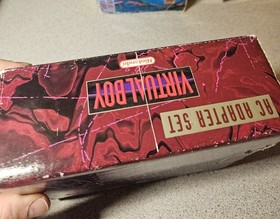 AC ADAPTER SET
VIRTUAL BOY
Nintendo